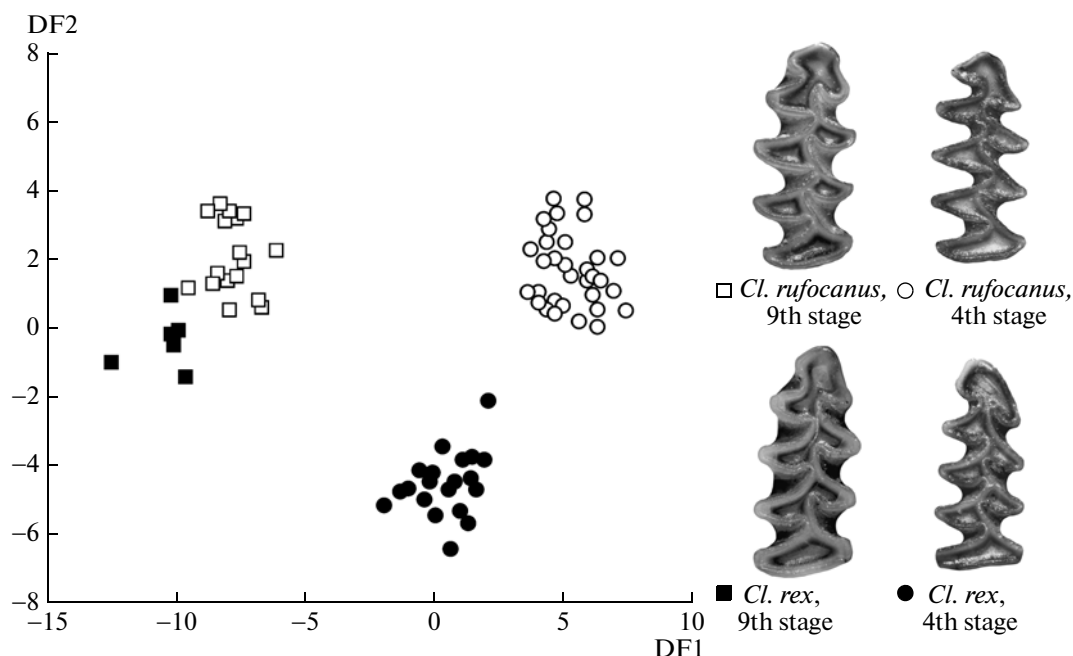 DF2
8
6
4
2
0
−2
−4
−6
−8
−15
−10
−5
0
5
10
DF1
Cl. rufocanus,
9th stage
Cl. rufocanus,
4th stage
Cl. rex,
9th stage
Cl. rex,
4th stage